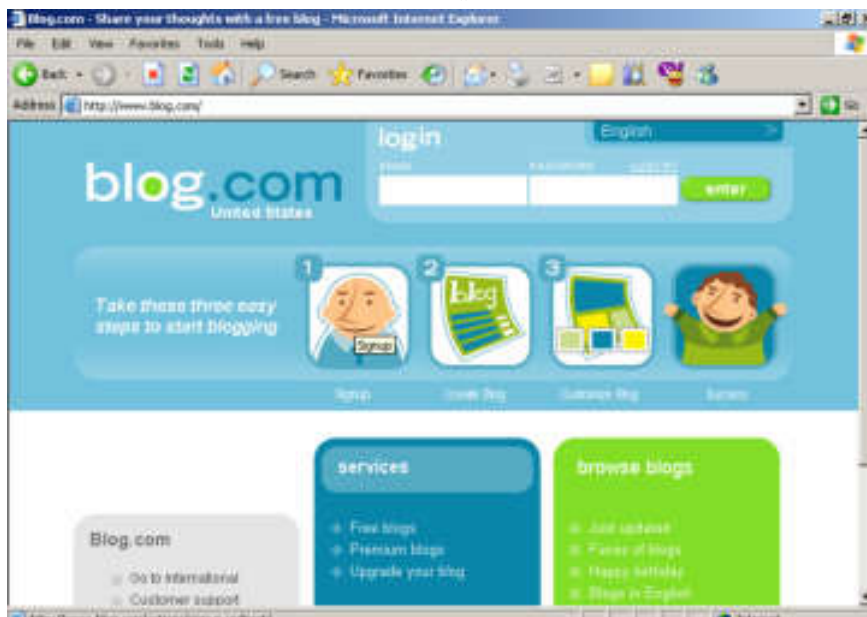 Blog.com - Share your thoughts with a free blog - Microsoft Internet Explorer
File Edit View Favorites Tools Help
Back Search Favorites
Address http://www.blog.com/ Go
login
English
blog.com
United States
enter
1 2 3
Take these three easy
steps to start blogging
blog
Signup
Signup Create Blog Customize Blog Success
services
browse blogs
Free blogs
Premium blogs
Upgrade your blog
Just updated
Faces of blogs
Happy birthday
Blogs in English
Blog.com
Go to International
Customer support